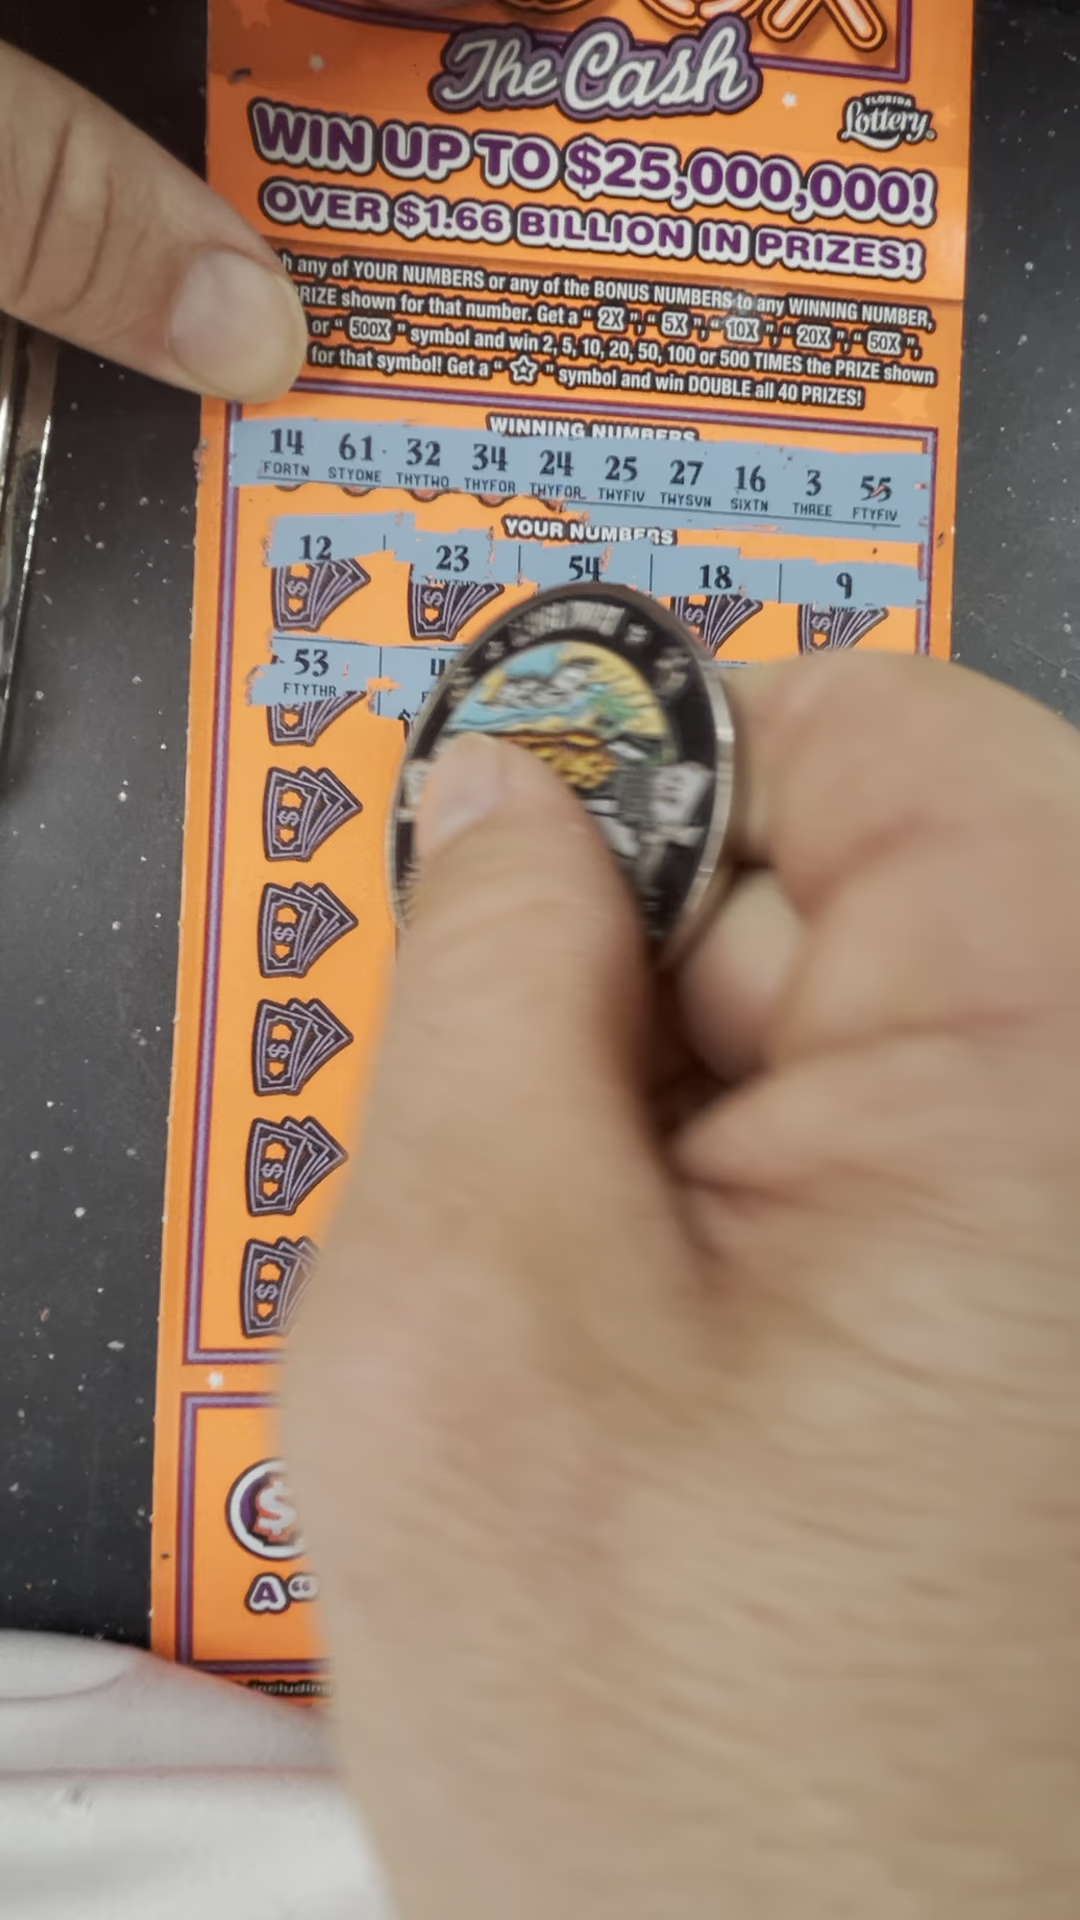 The Cash
FLORIDA
Lottery
WIN UP TO $25,000,000!
OVER $1.66 BILLION IN PRIZES!
any of YOUR NUMBERS or any of the BONUS NUMBERS to any WINNING NUMBER,
RIZE shown for that number. Get a "2X", "5X", "10X", "20X", "50X",
or "500X" symbol and win 2, 5, 10, 20, 50, 100 or 500 TIMES the PRIZE shown
for that symbol! Get a "☆" symbol and win DOUBLE all 40 PRIZES!
WINNING NUMBERS
14 61 32 34 24 25 27 16 3 55
FORTN STYONE THYTWO THYFOR THYFOR THYFIV THYSVN SIXTN THREE FTYFIV
YOUR NUMBERS
12 23 54 18 9
53
FTYTHR
$
A "
including